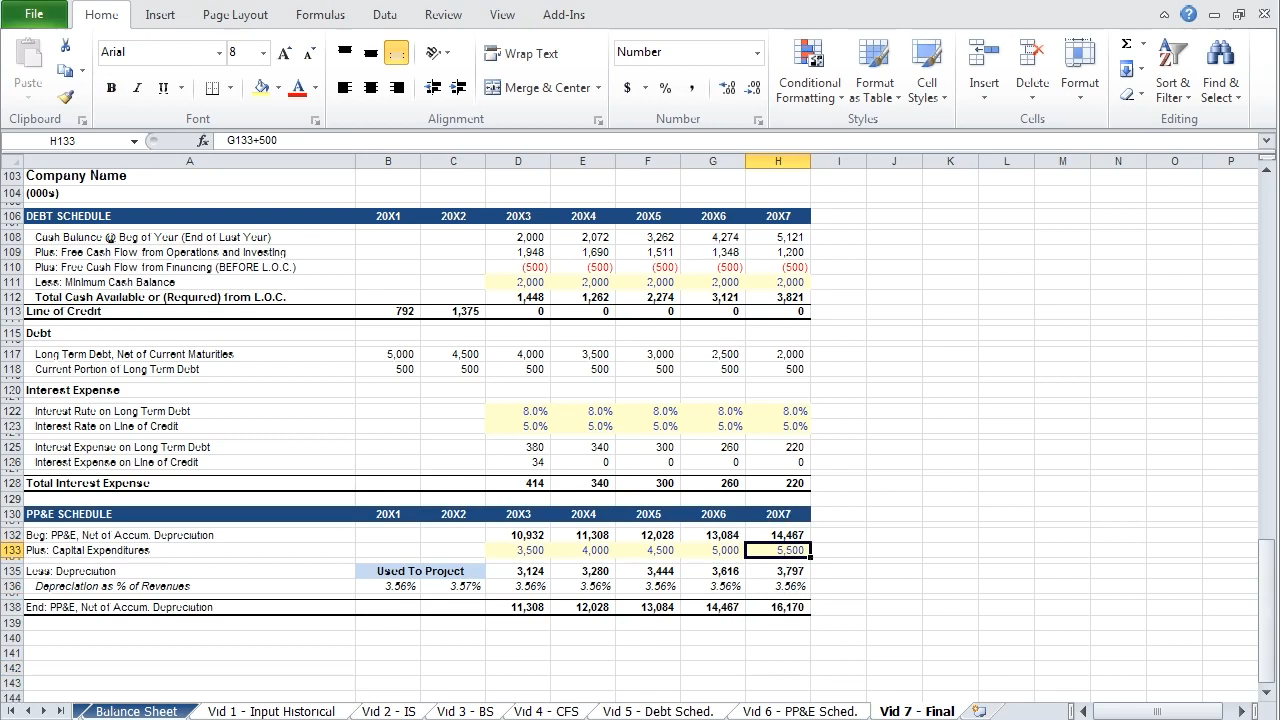 File Home Insert Page Layout Formulas Data Review View Add-Ins
Arial 8 Wrap Text Number
Paste B I U Merge & Center $ % , Conditional Formatting Format as Table Cell Styles Insert Delete Format Sort & Filter Find & Select
Clipboard Font Alignment Number Styles Cells Editing
H133 fx G133+500
A B C D E F G H I J K L M N O P
103 Company Name
104 (000s)
106 DEBT SCHEDULE 20X1 20X2 20X3 20X4 20X5 20X6 20X7
108 Cash Balance @ Beg of Year (End of Last Year) 2,000 2,072 3,262 4,274 5,121
109 Plus: Free Cash Flow from Operations and Investing 1,948 1,690 1,511 1,348 1,200
110 Plus: Free Cash Flow from Financing (BEFORE L.O.C.) (500) (500) (500) (500) (500)
111 Less: Minimum Cash Balance 2,000 2,000 2,000 2,000 2,000
112 Total Cash Available or (Required) from L.O.C. 1,448 1,262 2,274 3,121 3,821
113 Line of Credit 792 1,375 0 0 0 0 0
115 Debt
117 Long Term Debt, Net of Current Maturities 5,000 4,500 4,000 3,500 3,000 2,500 2,000
118 Current Portion of Long Term Debt 500 500 500 500 500 500 500
120 Interest Expense
122 Interest Rate on Long Term Debt 8.0% 8.0% 8.0% 8.0% 8.0%
123 Interest Rate on Line of Credit 5.0% 5.0% 5.0% 5.0% 5.0%
125 Interest Expense on Long Term Debt 380 340 300 260 220
126 Interest Expense on Line of Credit 34 0 0 0 0
128 Total Interest Expense 414 340 300 260 220
129
130 PP&E SCHEDULE 20X1 20X2 20X3 20X4 20X5 20X6 20X7
132 Beg: PP&E, Net of Accum. Depreciation 10,932 11,308 12,028 13,084 14,467
133 Plus: Capital Expenditures 3,500 4,000 4,500 5,000 5,500
135 Less: Depreciation Used To Project 3,124 3,280 3,444 3,616 3,797
136 Depreciation as % of Revenues 3.56% 3.57% 3.56% 3.56% 3.56% 3.56% 3.56%
138 End: PP&E, Net of Accum. Depreciation 11,308 12,028 13,084 14,467 16,170
139
140
141
142
143
144
Balance Sheet Vid 1 - Input Historical Vid 2 - IS Vid 3 - BS Vid 4 - CFS Vid 5 - Debt Sched. Vid 6 - PP&E Sched. Vid 7 - Final